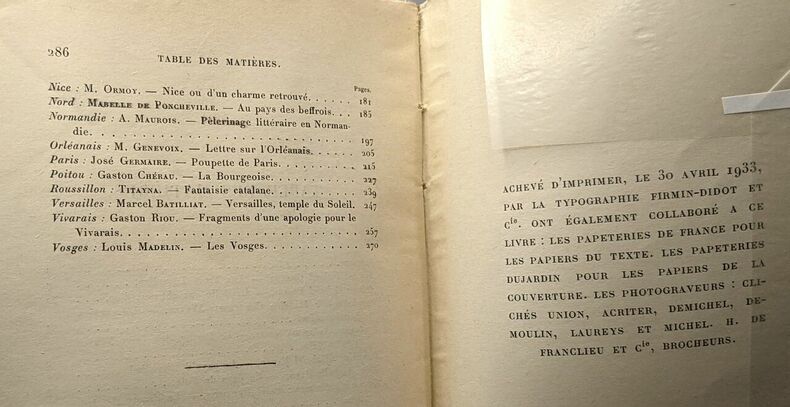 286
TABLE DES MATIÈRES.
Pages.
Nice : M. Ormoy. — Nice ou d'un charme retrouvé. . . . . . 181
Nord : Mabelle de Poncheville. — Au pays des beffrois. . . . 185
Normandie : A. Maurois. — Pèlerinage littéraire en Norman-
die. . . . . . . . . . . . . . . . . . . . . 197
Orléanais : M. Genevoix. — Lettre sur l'Orléanais. . . . . . 205
Paris : José Germaine. — Poupette de Paris. . . . . . . . 215
Poitou : Gaston Chérau. — La Bourgeoise. . . . . . . . . 227
Roussillon : Titaÿna. — Fantaisie catalane. . . . . . . . 239
Versailles : Marcel Batilliat. — Versailles, temple du Soleil. 247
Vivarais : Gaston Riou. — Fragments d'une apologie pour le
Vivarais. . . . . . . . . . . . . . . . . . . 257
Vosges : Louis Madelin. — Les Vosges. . . . . . . . . . 270
ACHEVÉ D'IMPRIMER, LE 30 AVRIL 1933,
PAR LA TYPOGRAPHIE FIRMIN-DIDOT ET
Cie. ONT ÉGALEMENT COLLABORÉ A CE
LIVRE : LES PAPETERIES DE FRANCE POUR
LES PAPIERS DU TEXTE. LES PAPETERIES
DUJARDIN POUR LES PAPIERS DE LA
COUVERTURE. LES PHOTOGRAVEURS : CLI-
CHÉS UNION, ACRITER, DEMICHEL, DE-
MOULIN, LAUREYS ET MICHEL. H. DE
FRANCLIEU ET Cie, BROCHEURS.